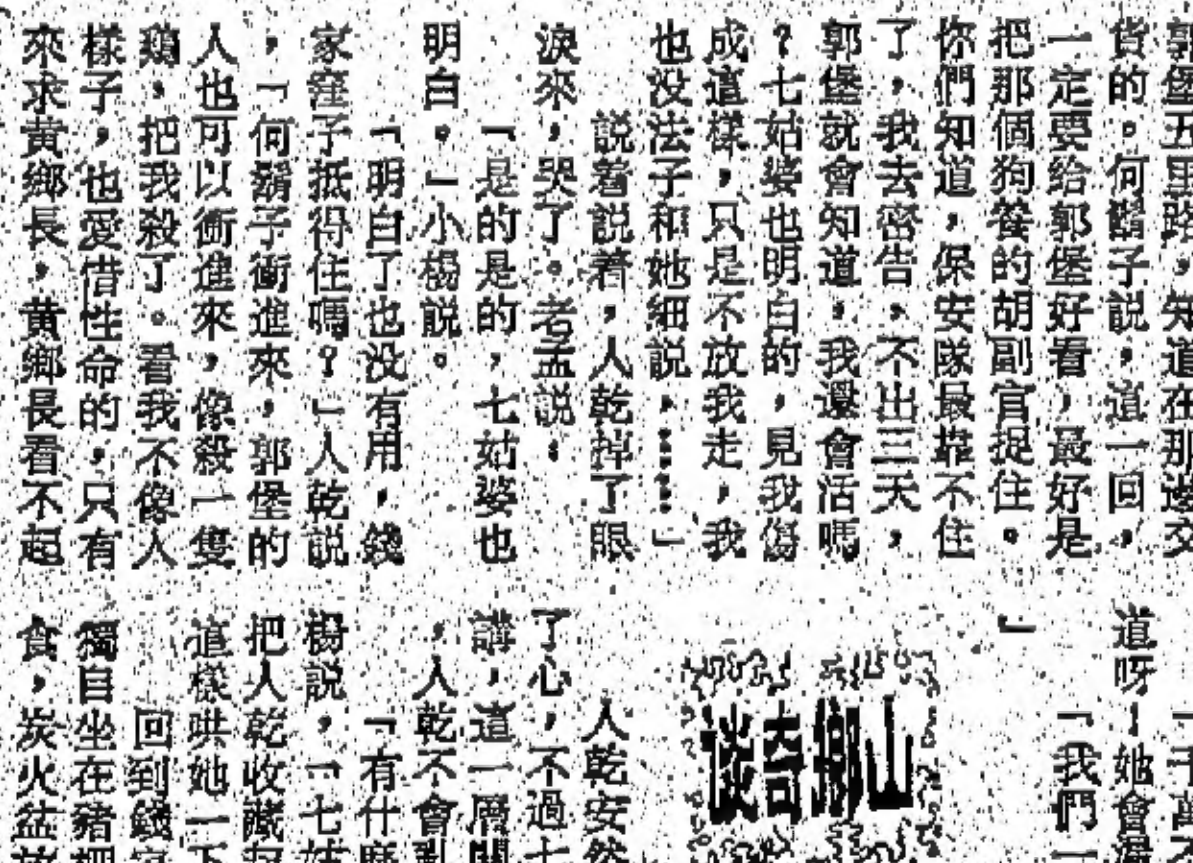 郭堡五里路，知道在那邊交
貨的。何鬍子說，這一回，
一定要給郭堡好看，最好是
把那個狗養的胡副官捉住。
你們知道，保安隊最靠不住
了，我去密告，不出三天，
郭堡就會知道，我還會活嗎
？七姑婆也明白的，見我傷
成這樣，只是不放我走，我
也没法子和她細說，……」
說着說着，人乾掉了眼
淚來，哭了。老孟說：
「是的是的，七姑婆也
明白。」小楊說。
「明白了也没有用，錢
家窪子抵得住嗎？」人乾說
，「何鬍子衝進來，郭堡的
人也可以衝進來，像殺一隻
鷄，把我殺了。看我不像人
樣子，也愛惜性命的，只有
來求黄鄉長，黄鄉長看不起
」
道呀！她會
「我們一
山鄉奇談
人乾安然
了心，不過七
講，這一層關
，人乾不會亂
「有什麼
楊說，「七姑
把人乾收藏
這樣哄她一下
回到錢
獨自坐在豬欄
食，炭火盆